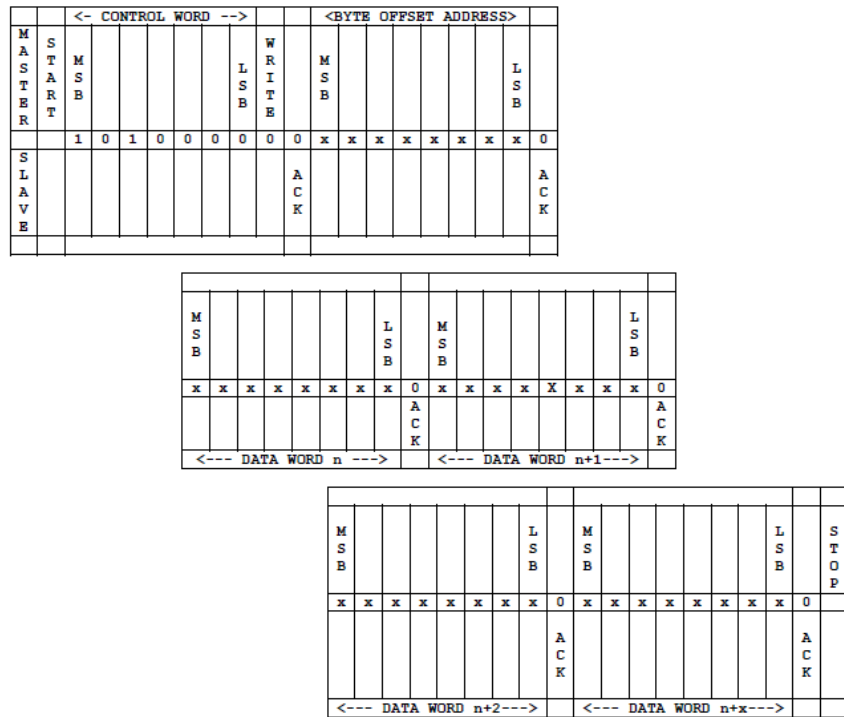 <- CONTROL WORD -->
<BYTE OFFSET ADDRESS>
MASTER
START
MSB
LSB
WRITE
MSB
LSB
1 0 1 0 0 0 0 0 0 x x x x x x x x 0
SLAVE
ACK
ACK
MSB
LSB
MSB
LSB
x x x x x x x x 0 x x x x X x x x 0
ACK
ACK
<--- DATA WORD n --->
<--- DATA WORD n+1--->
MSB
LSB
MSB
LSB
STOP
x x x x x x x x 0 x x x x x x x x 0
ACK
ACK
<--- DATA WORD n+2--->
<--- DATA WORD n+x--->